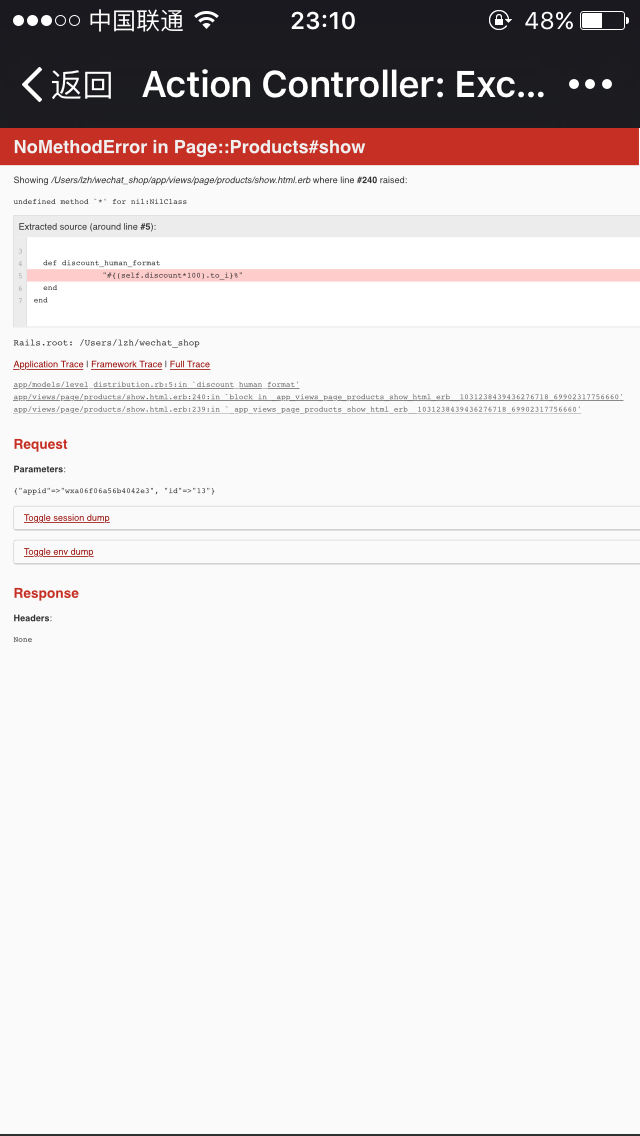 中国联通 23:10 48%
返回 Action Controller: Exc...
NoMethodError in Page::Products#show
Showing /Users/lzh/wechat_shop/app/views/page/products/show.html.erb where line #240 raised:
undefined method `*' for nil:NilClass
Extracted source (around line #5):
3
4 def discount_human_format
5 "#{(self.discount*100).to_i}%"
6 end
7 end
Rails.root: /Users/lzh/wechat_shop
Application Trace | Framework Trace | Full Trace
app/models/level_distribution.rb:5:in `discount_human_format'
app/views/page/products/show.html.erb:240:in `block in _app_views_page_products_show_html_erb__1031238439436276718_69902317756660'
app/views/page/products/show.html.erb:239:in `_app_views_page_products_show_html_erb__1031238439436276718_69902317756660'
Request
Parameters:
{"appid"=>"wxa06f06a56b4042e3", "id"=>"13"}
Toggle session dump
Toggle env dump
Response
Headers:
None